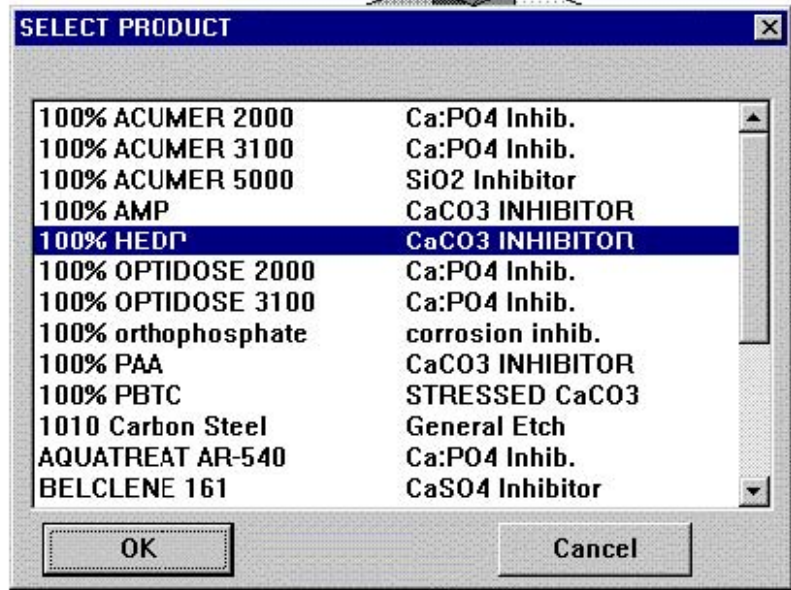 SELECT PRODUCT
100% ACUMER 2000 Ca:PO4 Inhib.
100% ACUMER 3100 Ca:PO4 Inhib.
100% ACUMER 5000 SiO2 Inhibitor
100% AMP CaCO3 INHIBITOR
100% HEDP CaCO3 INHIBITOR
100% OPTIDOSE 2000 Ca:PO4 Inhib.
100% OPTIDOSE 3100 Ca:PO4 Inhib.
100% orthophosphate corrosion inhib.
100% PAA CaCO3 INHIBITOR
100% PBTC STRESSED CaCO3
1010 Carbon Steel General Etch
AQUATREAT AR-540 Ca:PO4 Inhib.
BELCLENE 161 CaSO4 Inhibitor
OK Cancel